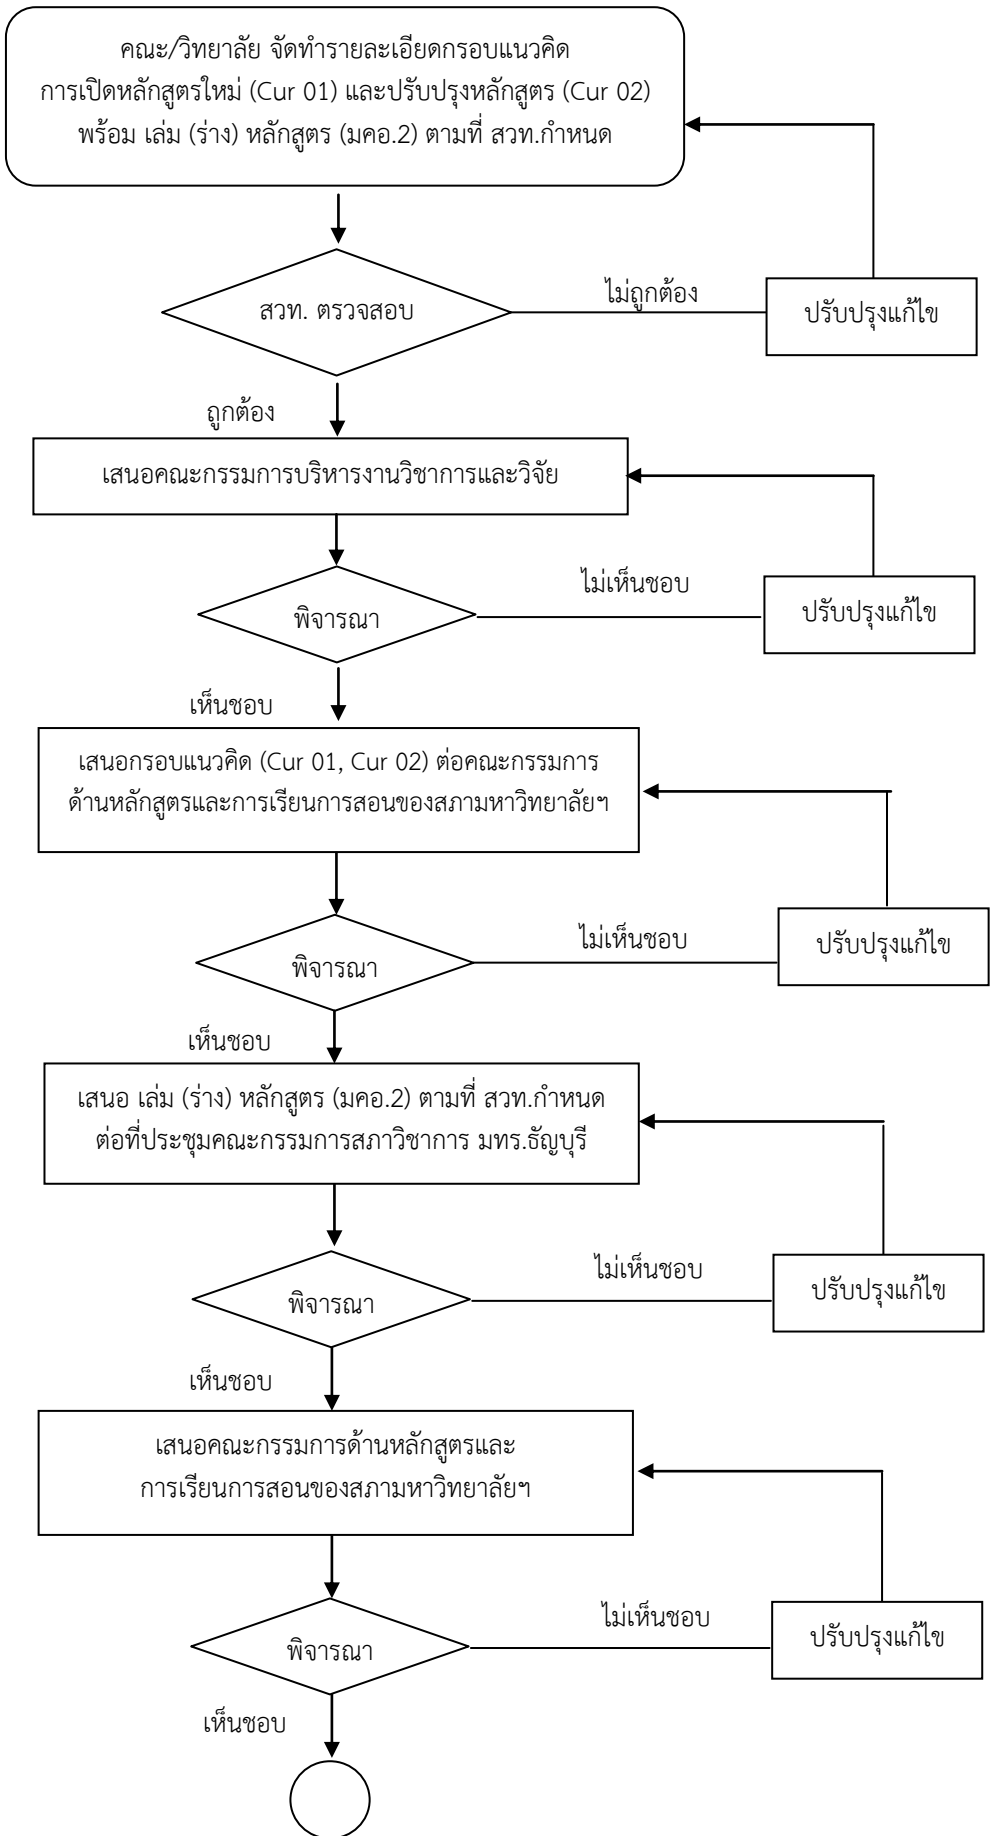 คณะ/วิทยาลัย จัดทำรายละเอียดกรอบแนวคิด
การเปิดหลักสูตรใหม่ (Cur 01) และปรับปรุงหลักสูตร (Cur 02)
พร้อม เล่ม (ร่าง) หลักสูตร (มคอ.2) ตามที่ สวท.กำหนด
สวท. ตรวจสอบ
ไม่ถูกต้อง
ปรับปรุงแก้ไข
ถูกต้อง
เสนอคณะกรรมการบริหารงานวิชาการและวิจัย
พิจารณา
ไม่เห็นชอบ
ปรับปรุงแก้ไข
เห็นชอบ
เสนอกรอบแนวคิด (Cur 01, Cur 02) ต่อคณะกรรมการ
ด้านหลักสูตรและการเรียนการสอนของสภามหาวิทยาลัยฯ
พิจารณา
ไม่เห็นชอบ
ปรับปรุงแก้ไข
เห็นชอบ
เสนอ เล่ม (ร่าง) หลักสูตร (มคอ.2) ตามที่ สวท.กำหนด
ต่อที่ประชุมคณะกรรมการสภาวิชาการ มทร.ธัญบุรี
พิจารณา
ไม่เห็นชอบ
ปรับปรุงแก้ไข
เห็นชอบ
เสนอคณะกรรมการด้านหลักสูตรและ
การเรียนการสอนของสภามหาวิทยาลัยฯ
พิจารณา
ไม่เห็นชอบ
ปรับปรุงแก้ไข
เห็นชอบ